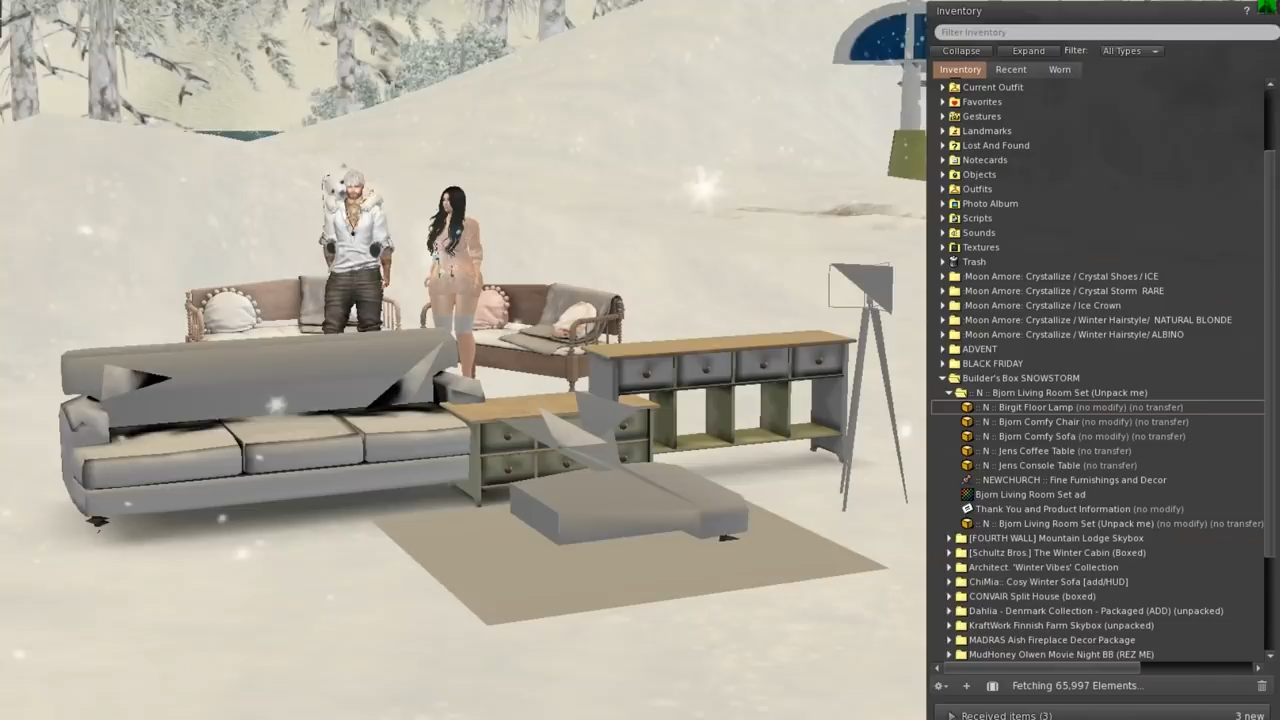 Inventory
?
Filter Inventory
Collapse Expand Filter: All Types
Inventory Recent Worn
Current Outfit
Favorites
Gestures
Landmarks
Lost And Found
Notecards
Objects
Outfits
Photo Album
Scripts
Sounds
Textures
Trash
:Moon Amore: Crystallize / Crystal Shoes / ICE
:Moon Amore: Crystallize / Crystal Storm RARE
:Moon Amore: Crystallize / Ice Crown
:Moon Amore: Crystallize / Winter Hairstyle/ NATURAL BLONDE
:Moon Amore: Crystallize / Winter Hairstyle/ ALBINO
ADVENT
BLACK FRIDAY
Builder's Box SNOWSTORM
:: N :: Bjorn Living Room Set (Unpack me)
:: N :: Birgit Floor Lamp (no modify) (no transfer)
:: N :: Bjorn Comfy Chair (no modify) (no transfer)
:: N :: Bjorn Comfy Sofa (no modify) (no transfer)
:: N :: Jens Coffee Table (no transfer)
:: N :: Jens Console Table (no transfer)
:: NEWCHURCH :: Fine Furnishings and Decor
Bjorn Living Room Set ad
Thank You and Product Information (no modify)
:: N :: Bjorn Living Room Set (Unpack me) (no modify) (no transfer)
[FOURTH WALL] Mountain Lodge Skybox
[Schultz Bros.] The Winter Cabin (Boxed)
Architect. 'Winter Vibes' Collection
ChiMia:: Cosy Winter Sofa [add/HUD]
CONVAIR Split House (boxed)
Dahlia - Denmark Collection - Packaged (ADD) (unpacked)
KraftWork Finnish Farm Skybox (unpacked)
MADRAS Aish Fireplace Decor Package
MudHoney Olwen Movie Night BB (REZ ME)
Fetching 65,997 Elements...
Received items (3) 3 new